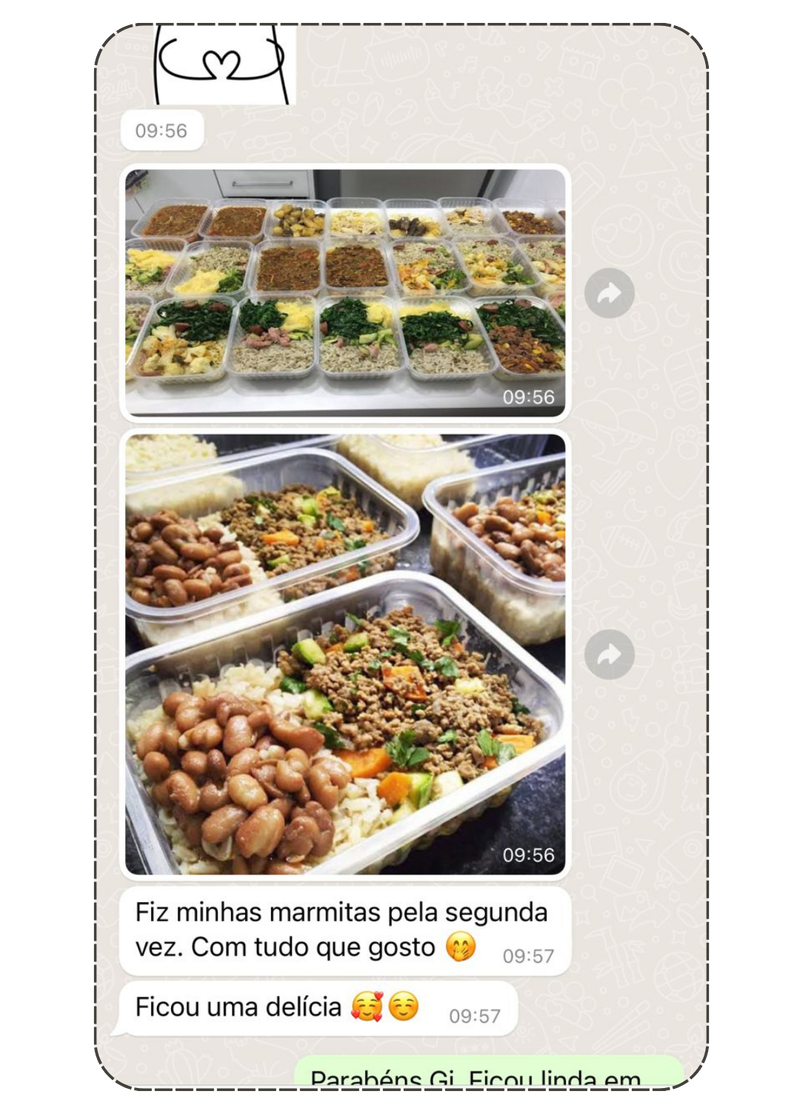 09:56
09:56
09:56
Fiz minhas marmitas pela segunda
vez. Com tudo que gosto 🤭 09:57
Ficou uma delícia 🥰☺️ 09:57
Parabéns Gi. Ficou linda em